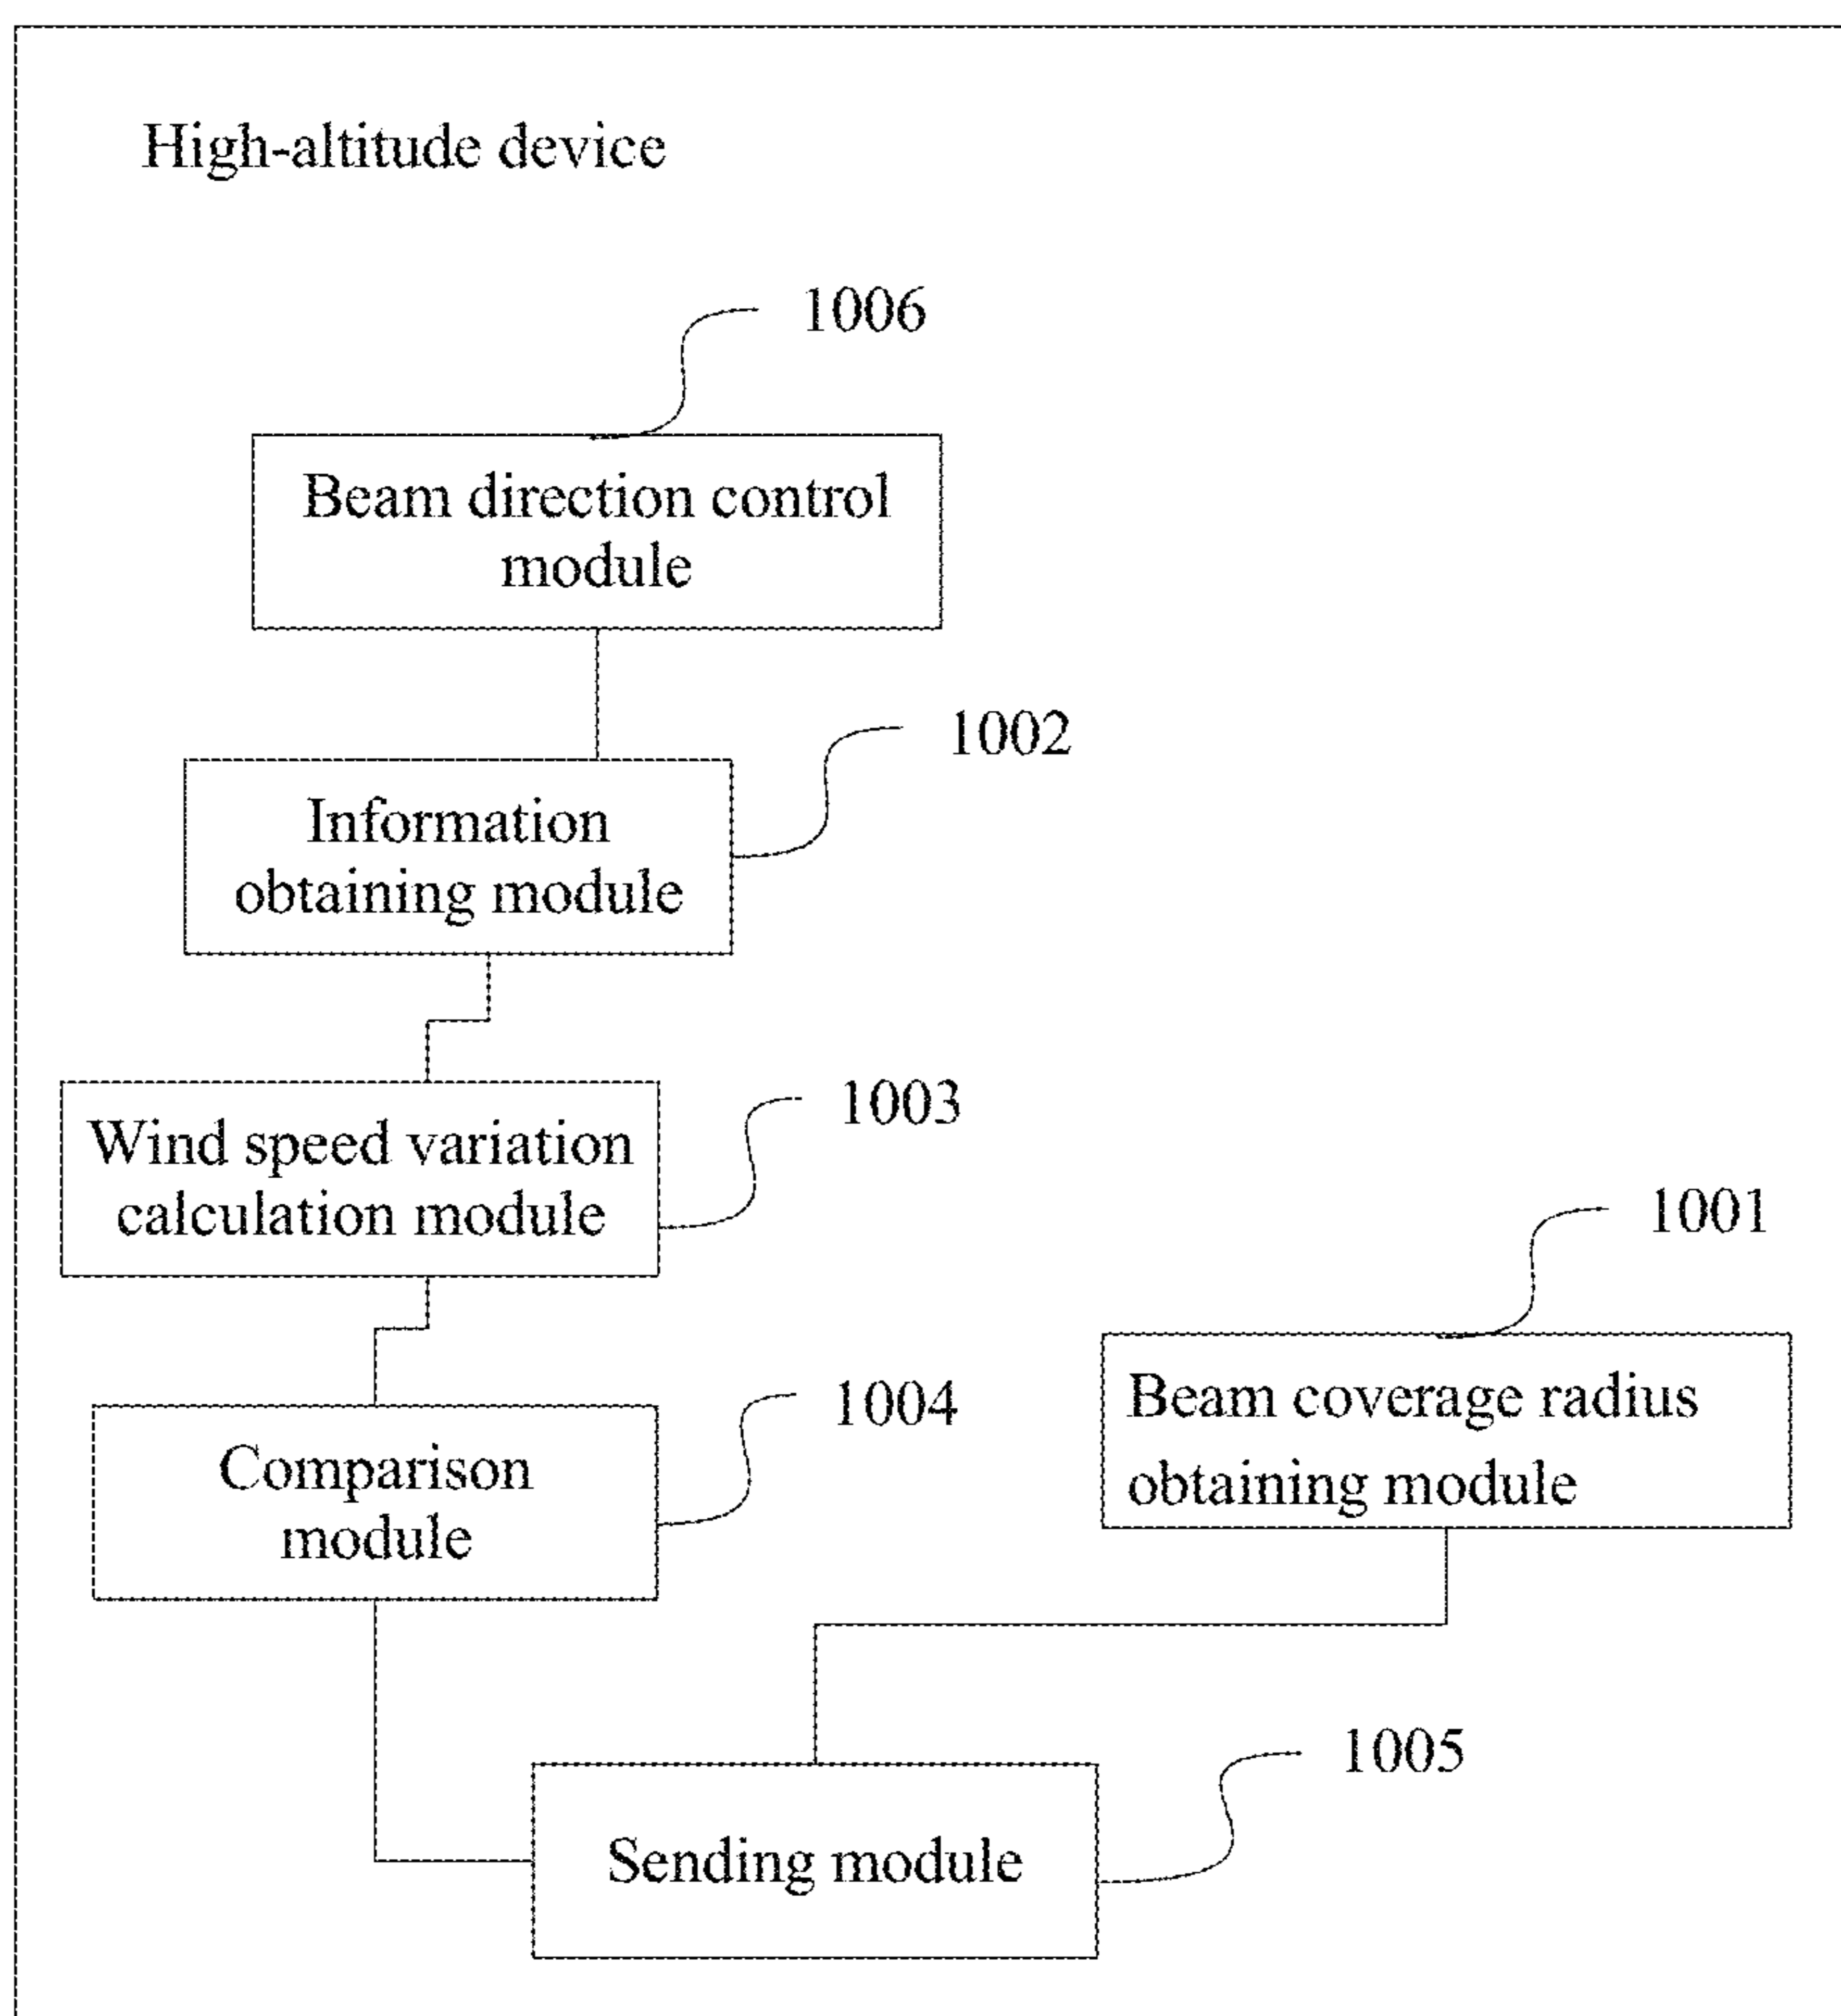 High-altitude device
1006
Beam direction control
module
1002
Information
obtaining module
1003
Wind speed variation
calculation module
1001
1004
Beam coverage radius
obtaining module
Comparison
module
1005
Sending module